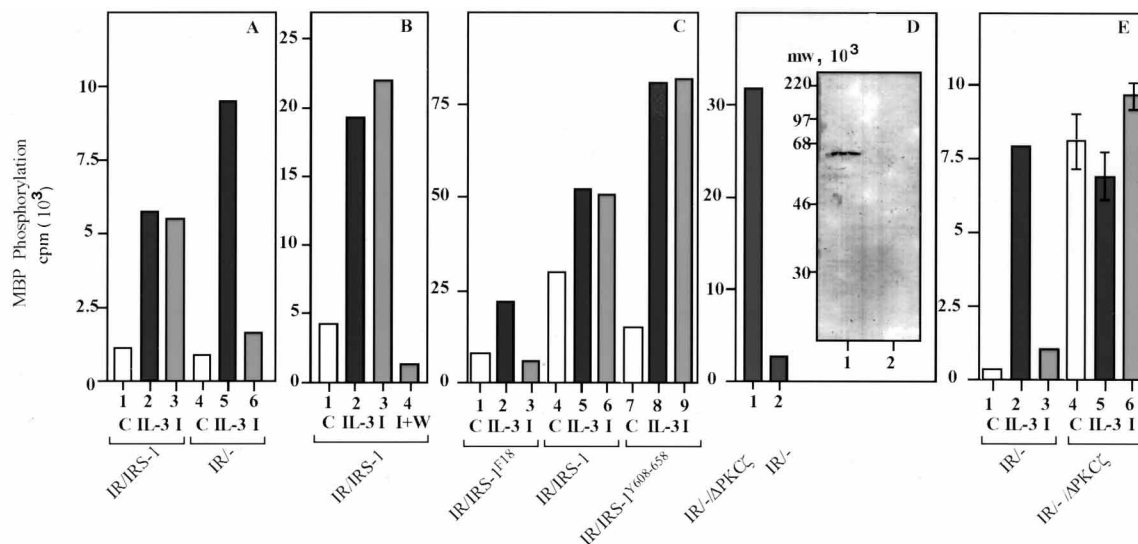 MBP Phosphorylation
cpm (10³)
A
10
7.5
5
2.5
0
1 2 3 4 5 6
C IL-3 I C IL-3 I
IR/IRS-1
IR/-
B
25
20
15
10
5
0
1 2 3 4
C IL-3 I I+W
IR/IRS-1
C
75
50
25
0
1 2 3 4 5 6 7 8 9
C IL-3 I C IL-3 I C IL-3 I
IR/IRS-1^F18
IR/IRS-1
IR/IRS-1^Y608-658
D
30
20
10
0
1 2
IR/-/ΔPKCζ
IR/-
mw, 10³
220
97
68
46
30
1 2
E
10
7.5
5
2.5
0
1 2 3 4 5 6
C IL-3 I C IL-3 I
IR/-
IR/-/ΔPKCζ